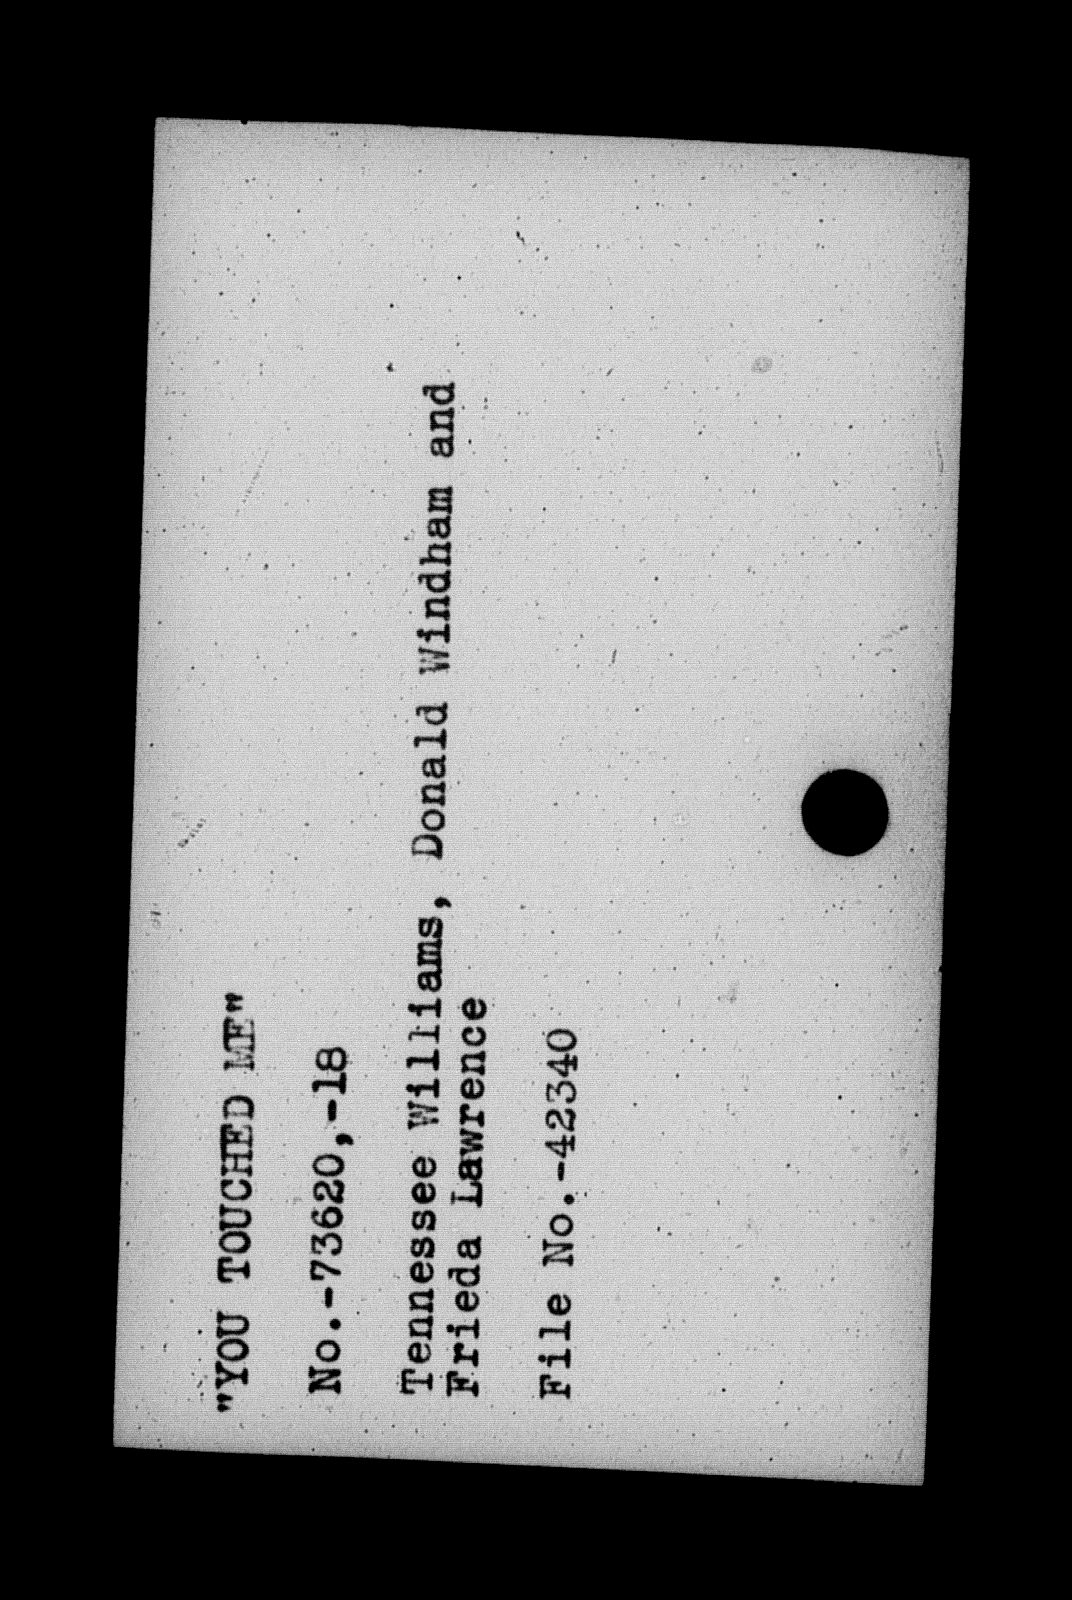 "YOU TOUCHED ME"
No.-73620,-18
Tennessee Williams, Donald Windham and
Frieda Lawrence
File No.-42340